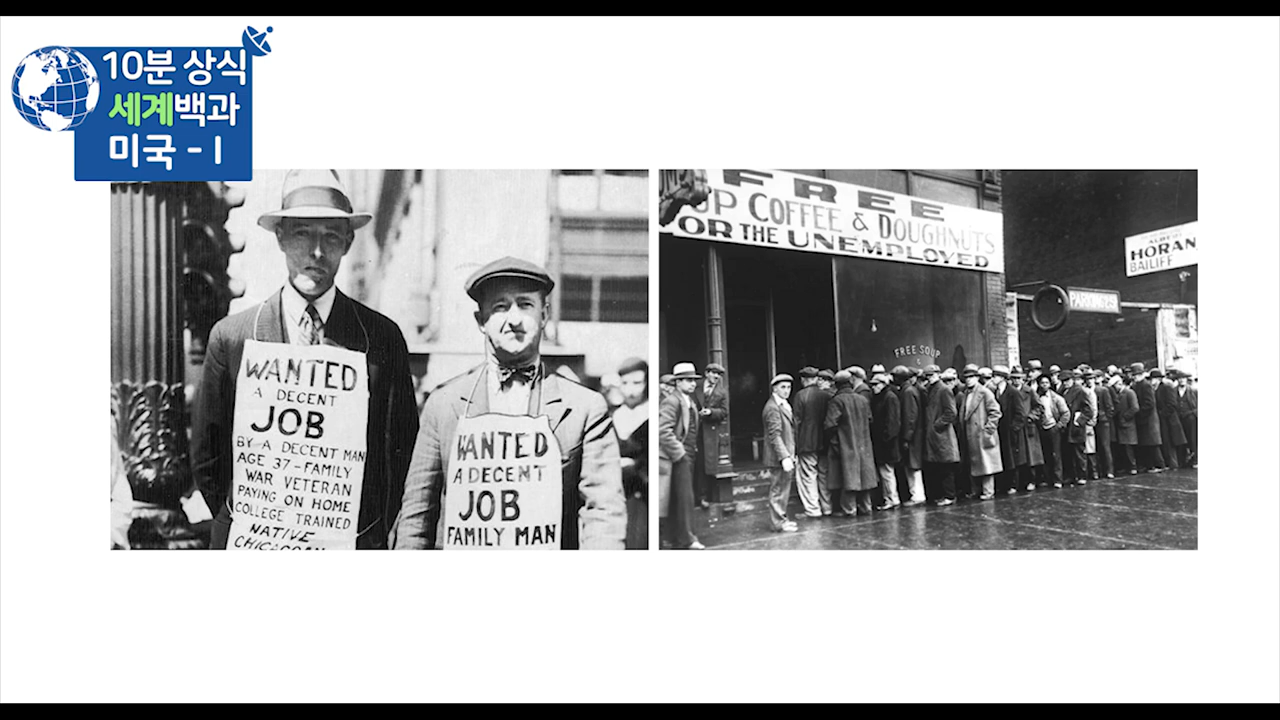 10분 상식
세계백과
미국 - I
WANTED
A DECENT
JOB
BY A DECENT MAN
AGE 37-FAMILY
WAR VETERAN
PAYING ON HOME
COLLEGE TRAINED
NATIVE
WANTED
A DECENT
JOB
FAMILY MAN
FREE
COFFEE & DOUGHNUTS
FOR THE UNEMPLOYED
FREE SOUP
HORAN
BAILIFF
PARKING